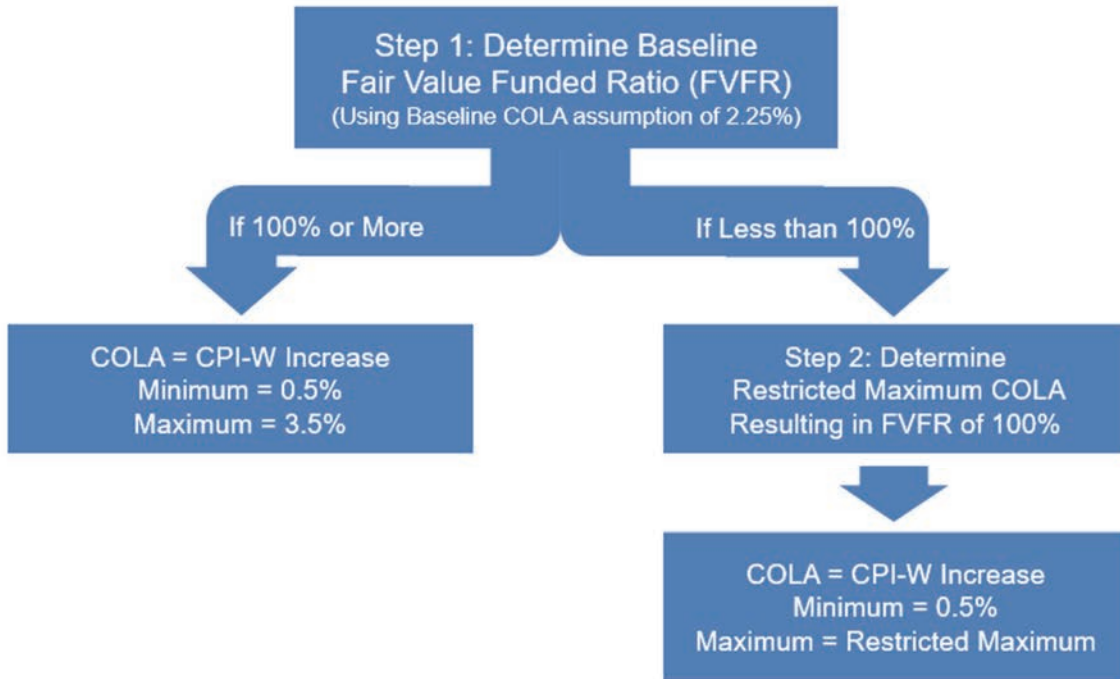 Step 1: Determine Baseline
Fair Value Funded Ratio (FVFR)
(Using Baseline COLA assumption of 2.25%)
If 100% or More
If Less than 100%
COLA = CPI-W Increase
Minimum = 0.5%
Maximum = 3.5%
Step 2: Determine
Restricted Maximum COLA
Resulting in FVFR of 100%
COLA = CPI-W Increase
Minimum = 0.5%
Maximum = Restricted Maximum